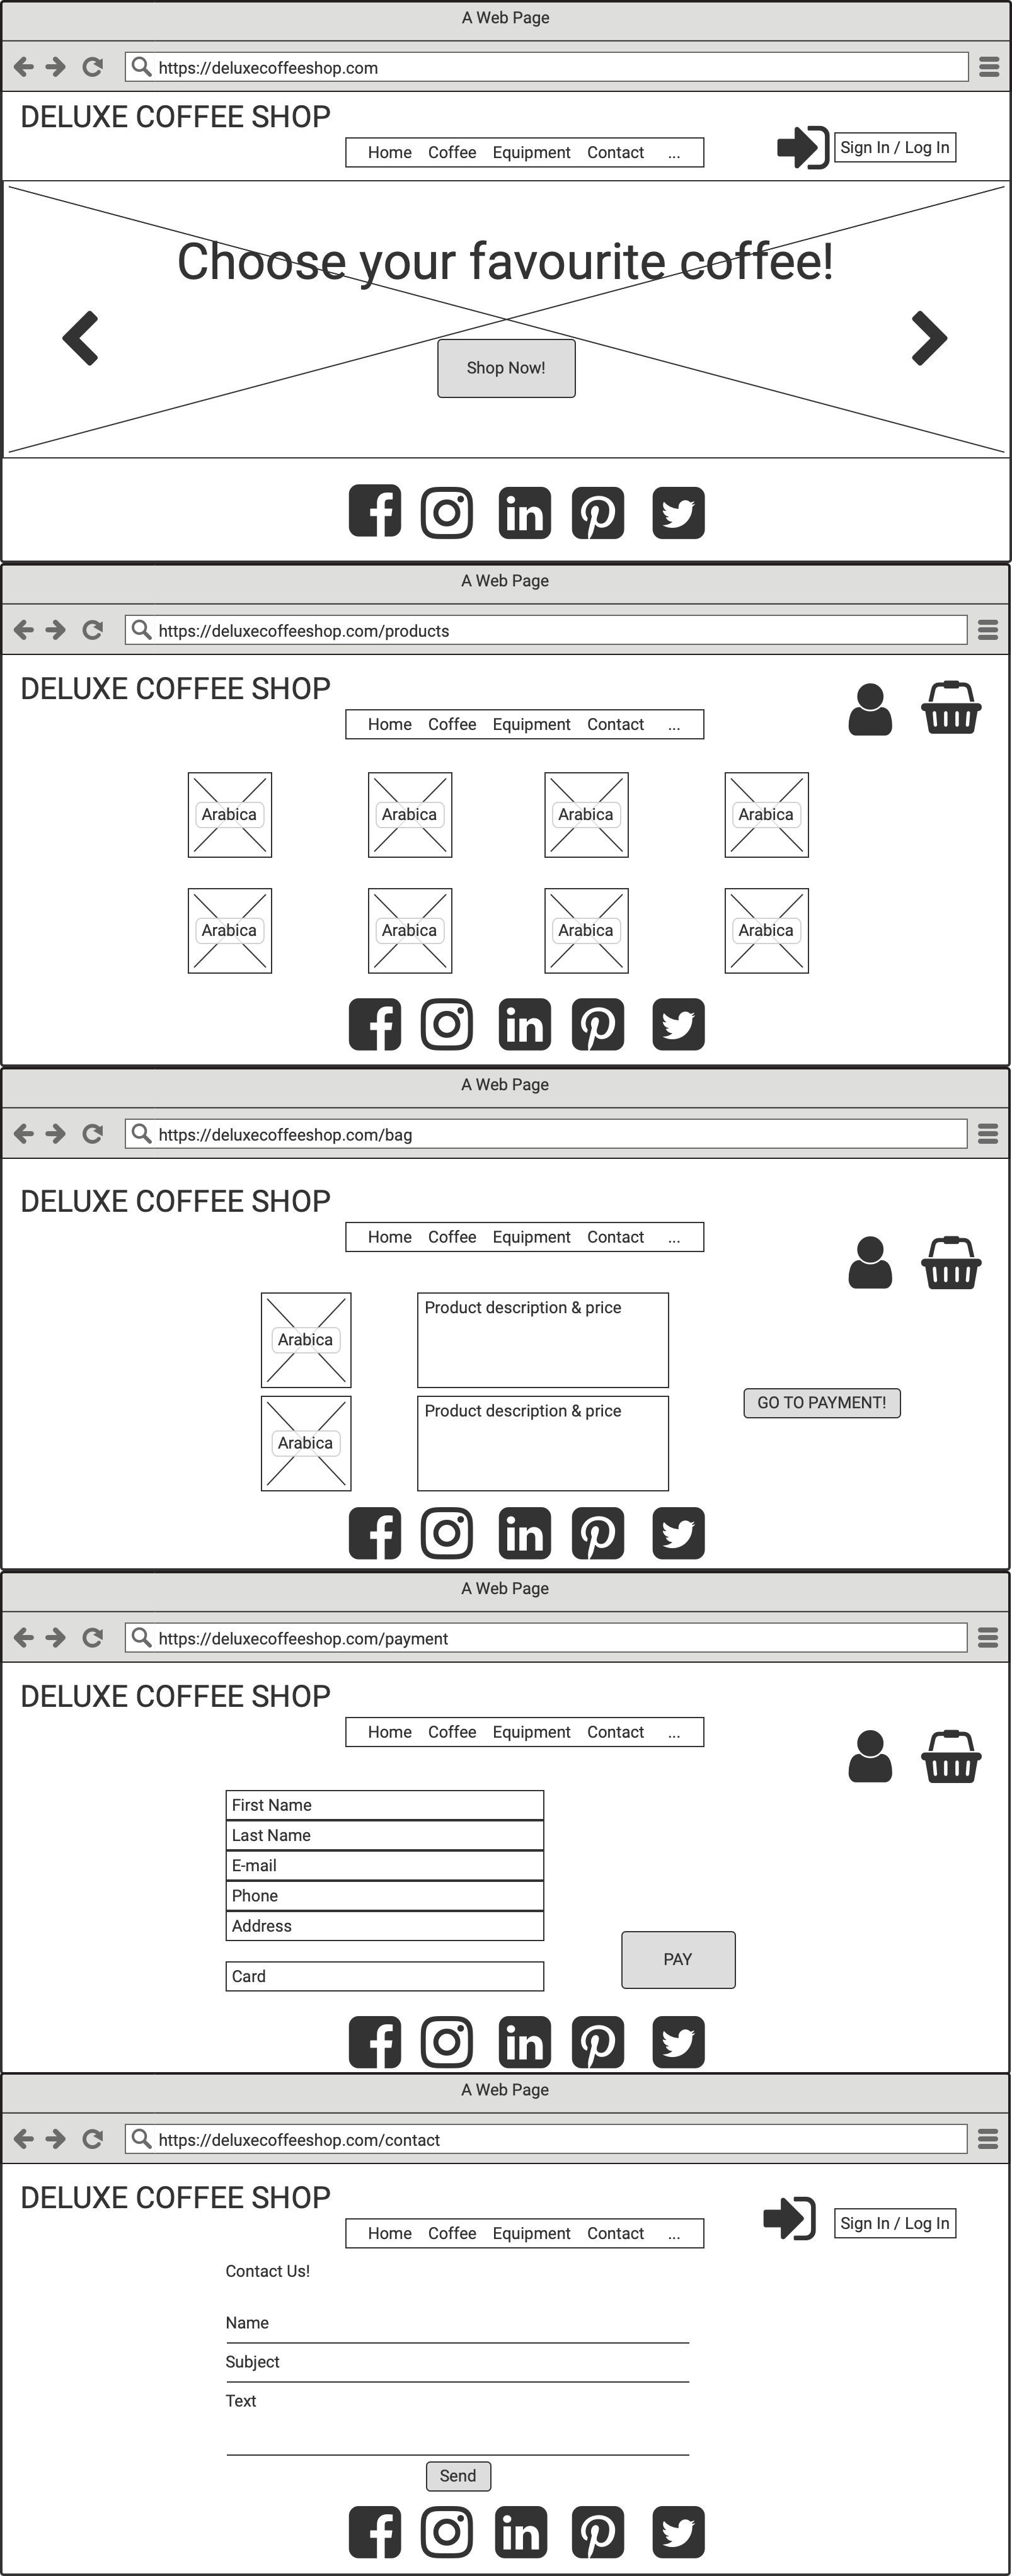 A Web Page
https://deluxecoffeeshop.com
DELUXE COFFEE SHOP
Home Coffee Equipment Contact ...
Sign In / Log In
Choose your favourite coffee!
Shop Now!
A Web Page
https://deluxecoffeeshop.com/products
DELUXE COFFEE SHOP
Home Coffee Equipment Contact ...
Arabica Arabica Arabica Arabica
Arabica Arabica Arabica Arabica
A Web Page
https://deluxecoffeeshop.com/bag
DELUXE COFFEE SHOP
Home Coffee Equipment Contact ...
Product description & price
Arabica
GO TO PAYMENT!
Product description & price
Arabica
A Web Page
https://deluxecoffeeshop.com/payment
DELUXE COFFEE SHOP
Home Coffee Equipment Contact ...
First Name
Last Name
E-mail
Phone
Address
PAY
Card
A Web Page
https://deluxecoffeeshop.com/contact
DELUXE COFFEE SHOP
Sign In / Log In
Home Coffee Equipment Contact ...
Contact Us!
Name
Subject
Text
Send